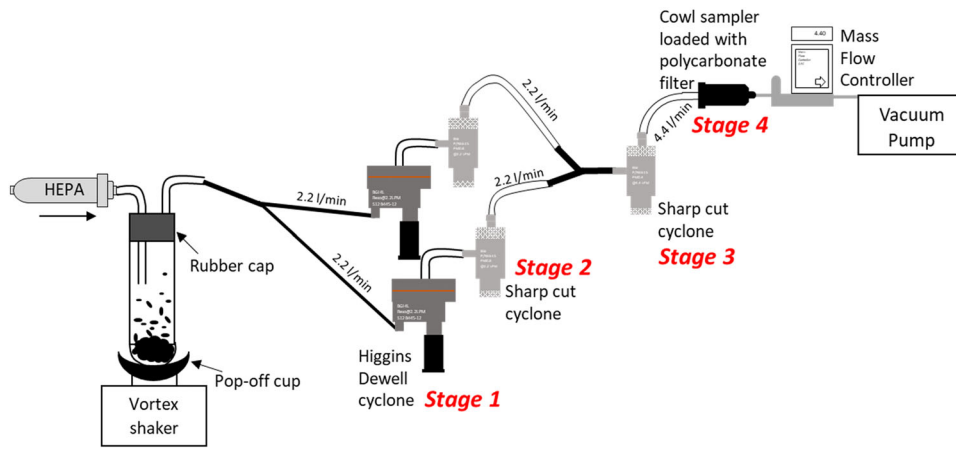 Cowl sampler
loaded with
polycarbonate
filter
4.40
Mass
Flow
Controller
Vacuum
Pump
Stage 4
4.4 l/min
2.2 l/min
2.2 l/min
HEPA
2.2 l/min
2.2 l/min
Rubber cap
Sharp cut
cyclone
Stage 3
Stage 2
Sharp cut
cyclone
Higgins
Dewell
cyclone
Stage 1
Pop-off cup
Vortex
shaker